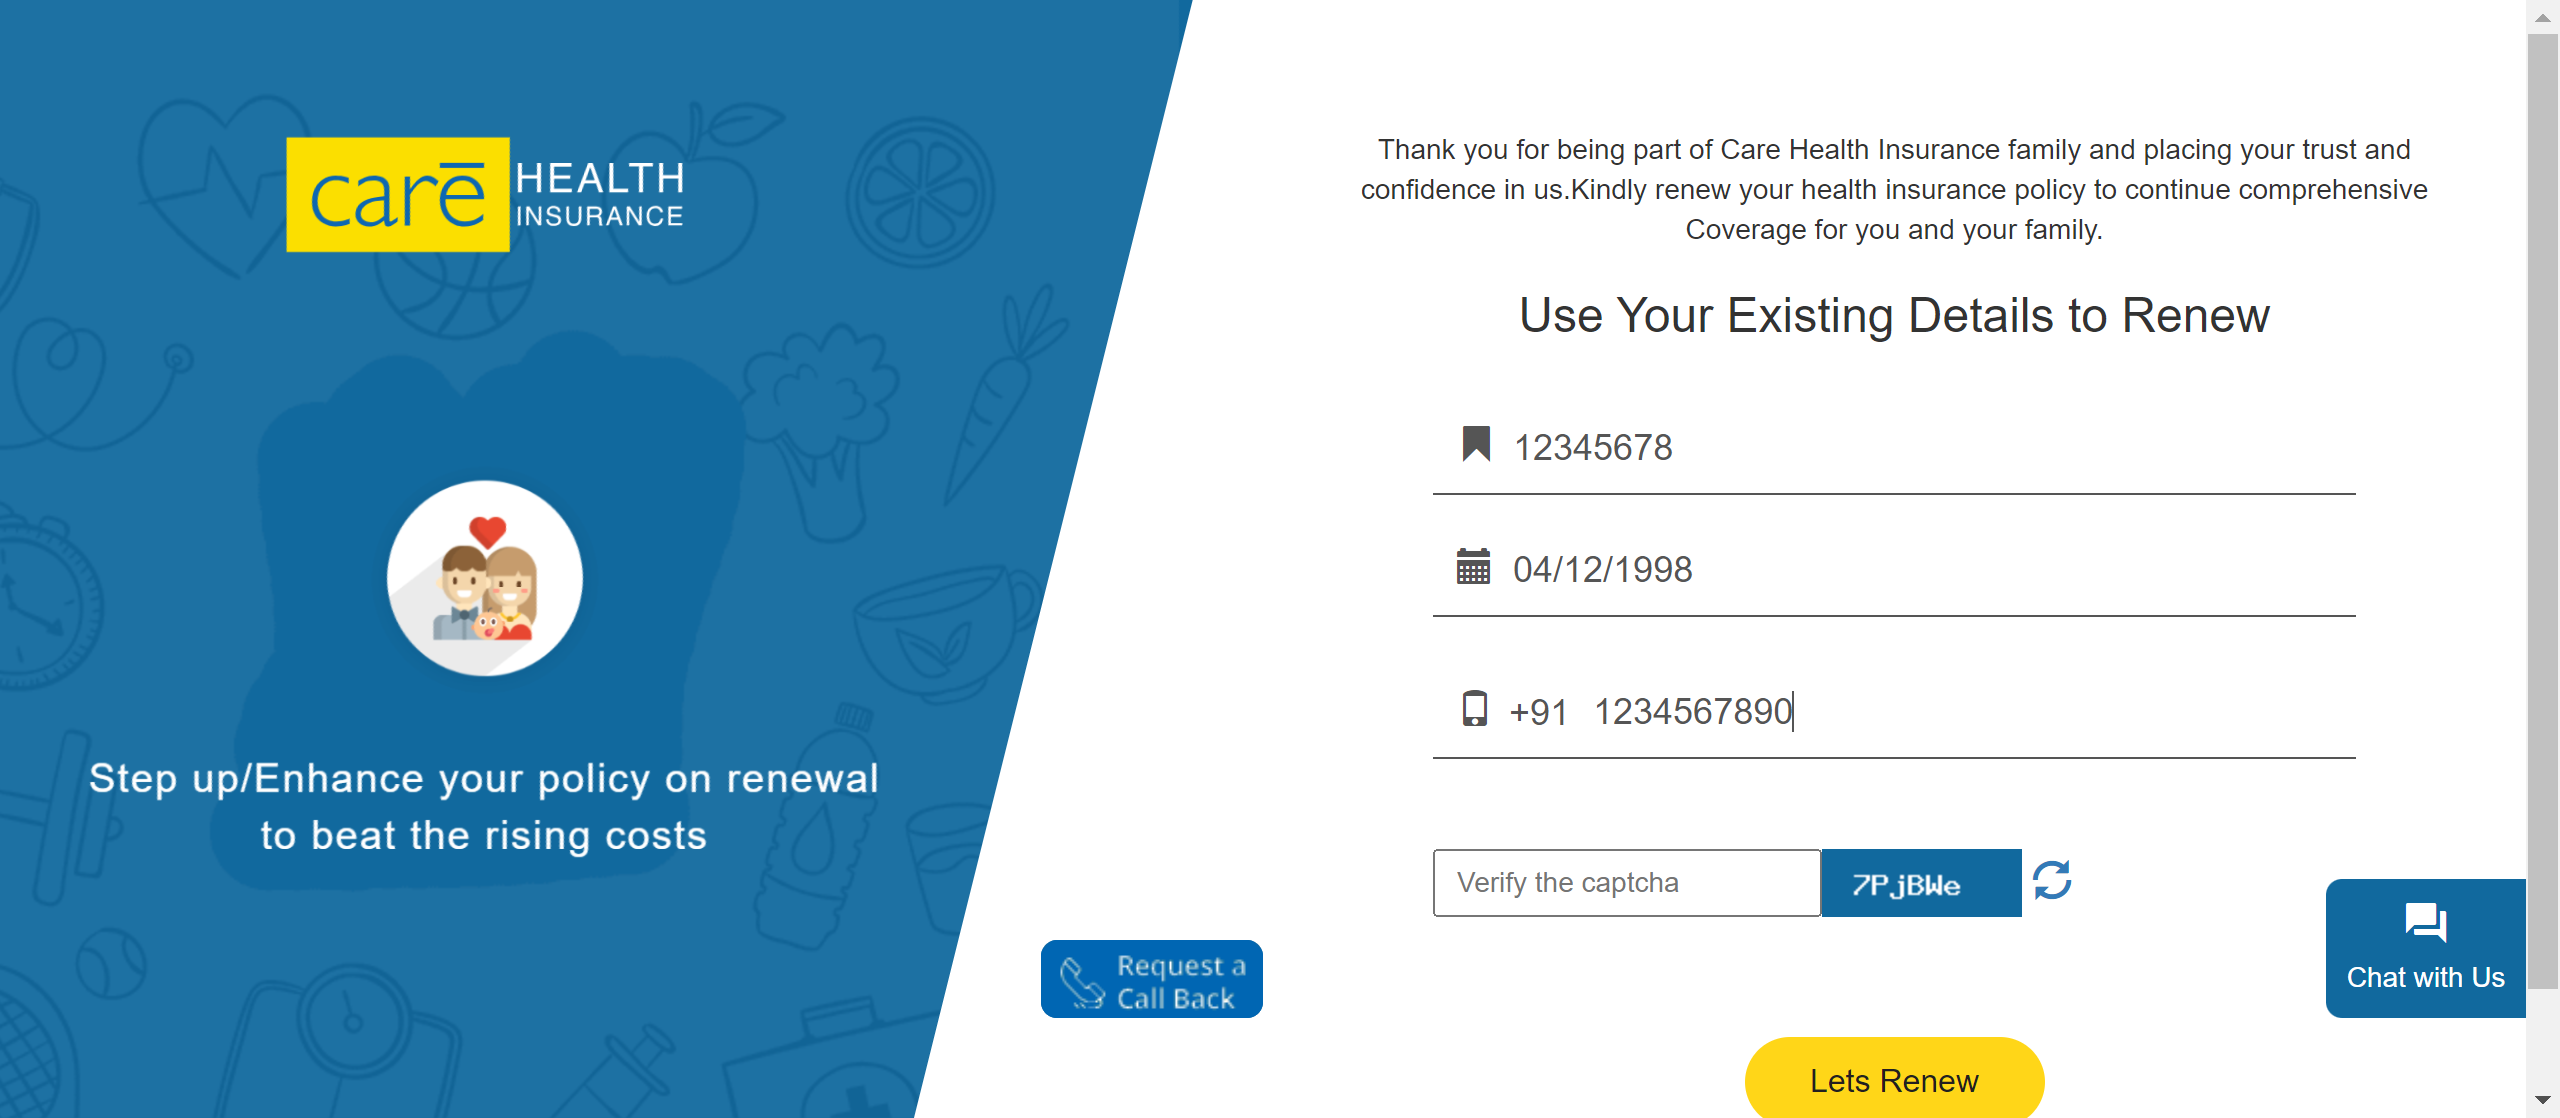 carē HEALTH
INSURANCE
Step up/Enhance your policy on renewal
to beat the rising costs
Thank you for being part of Care Health Insurance family and placing your trust and
confidence in us.Kindly renew your health insurance policy to continue comprehensive
Coverage for you and your family.
Use Your Existing Details to Renew
12345678
04/12/1998
+91 1234567890
Verify the captcha 7PjBWe
Request a
Call Back
Chat with Us
Lets Renew